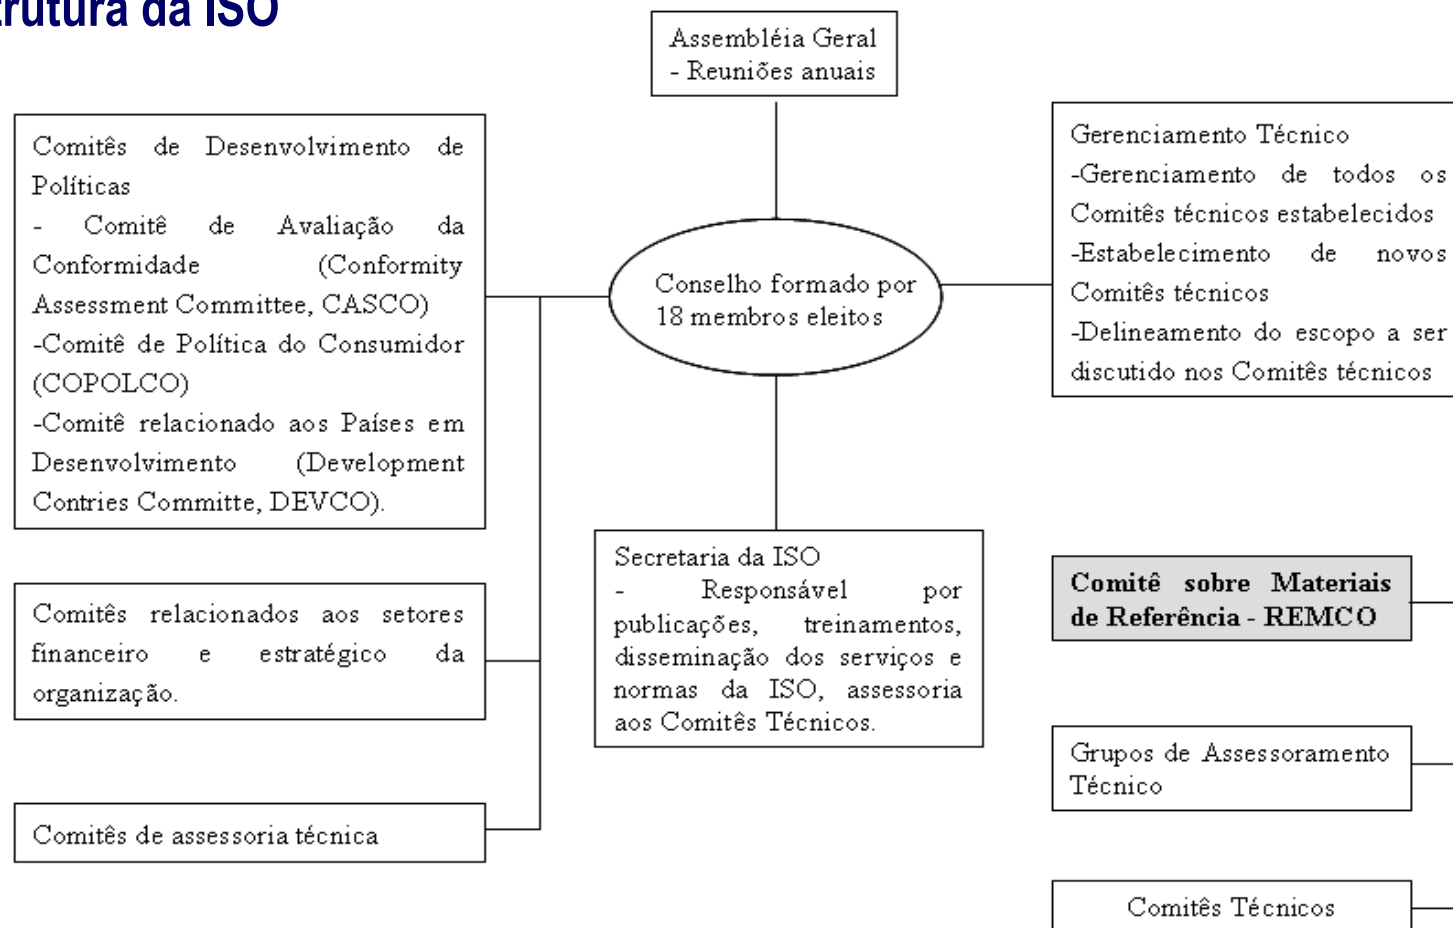 trutura da ISO
Assembléia Geral
- Reuniões anuais
Comitês de Desenvolvimento de
Políticas
- Comitê de Avaliação da
Conformidade (Conformity
Assessment Committee, CASCO)
-Comitê de Política do Consumidor
(COPOLCO)
-Comitê relacionado aos Países em
Desenvolvimento (Development
Contries Committe, DEVCO).
Conselho formado por
18 membros eleitos
Gerenciamento Técnico
-Gerenciamento de todos os
Comitês técnicos estabelecidos
-Estabelecimento de novos
Comitês técnicos
-Delineamento do escopo a ser
discutido nos Comitês técnicos
Comitês relacionados aos setores
financeiro e estratégico da
organização.
Secretaria da ISO
- Responsável por
publicações, treinamentos,
disseminação dos serviços e
normas da ISO, assessoria
aos Comitês Técnicos.
Comitê sobre Materiais
de Referência - REMCO
Grupos de Assessoramento
Técnico
Comitês de assessoria técnica
Comitês Técnicos